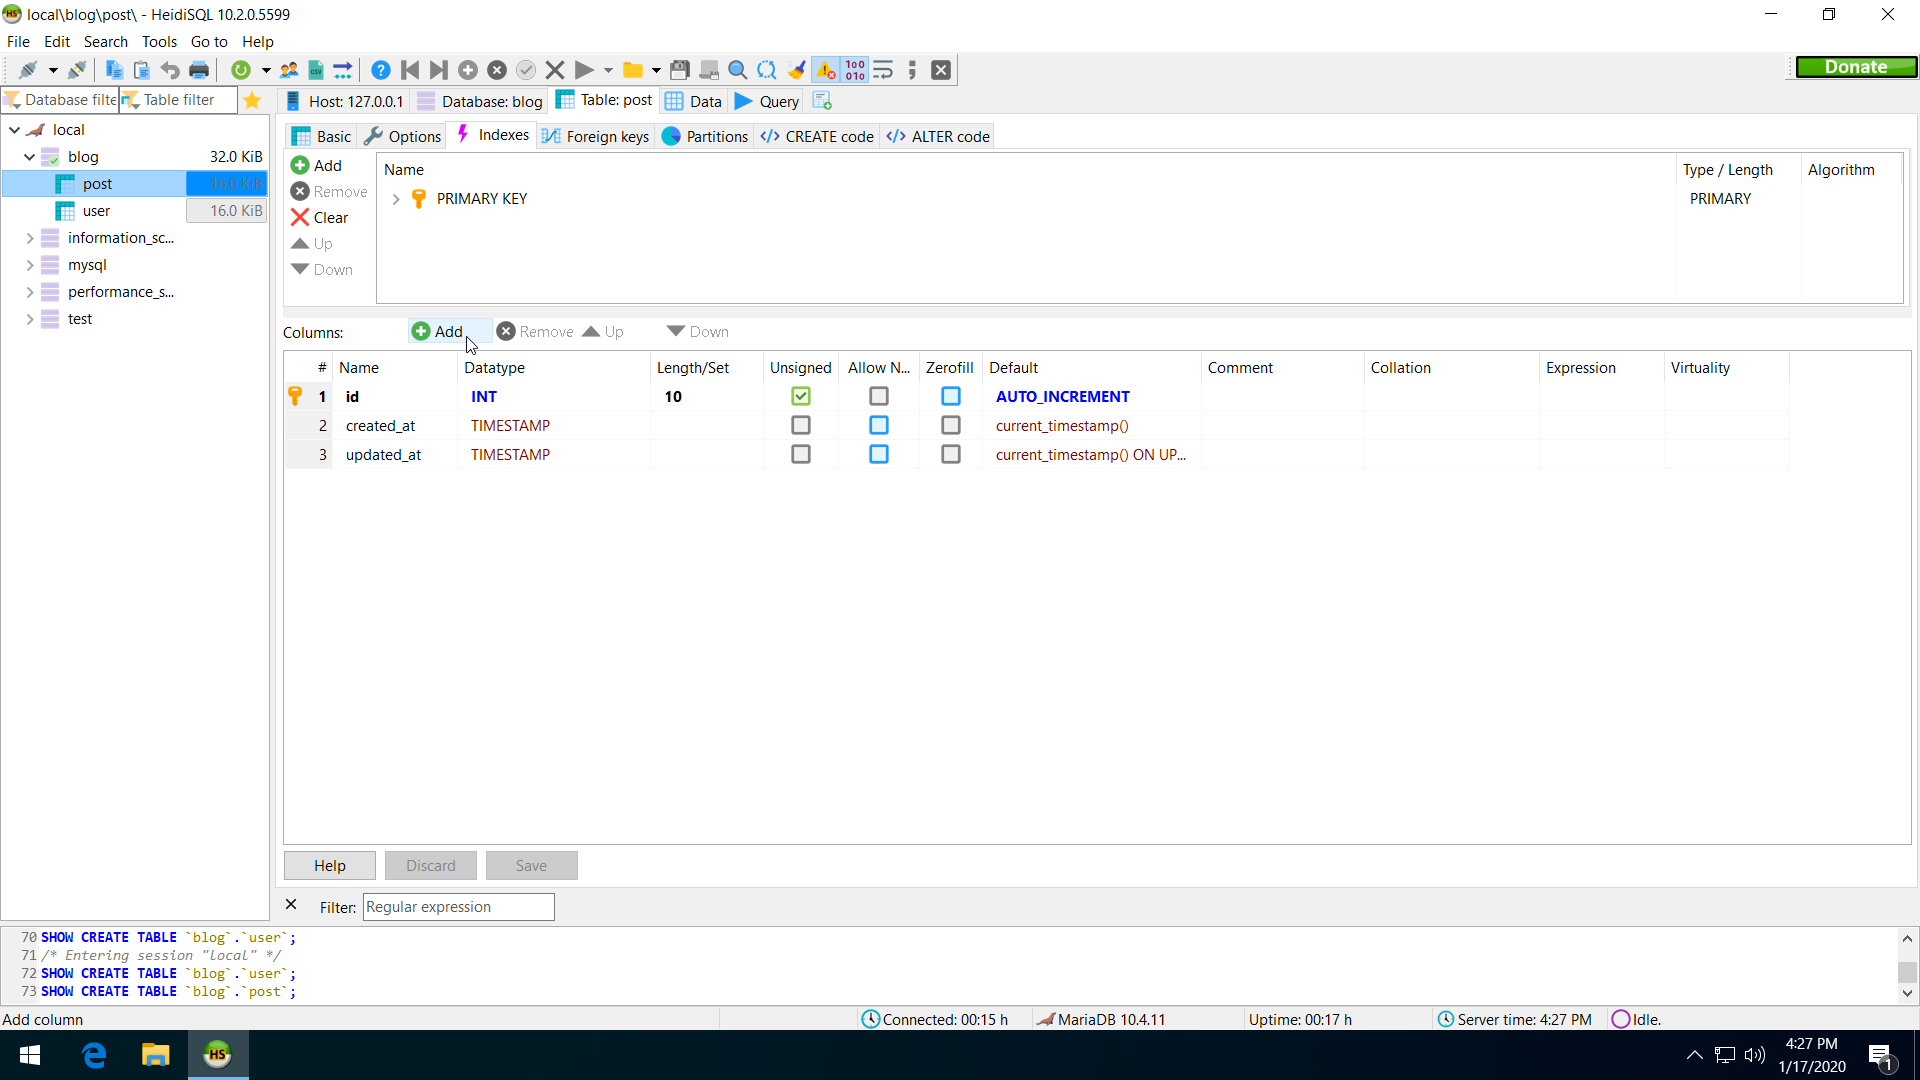 local\blog\post\ - HeidiSQL 10.2.0.5599
File Edit Search Tools Go to Help
Donate
Database filte Table filter
Host: 127.0.0.1 Database: blog Table: post Data Query
local
blog 32.0 KiB
post 16.0 KiB
user 16.0 KiB
information_sc...
mysql
performance_s...
test
Basic Options Indexes Foreign keys Partitions CREATE code ALTER code
Add
Remove
Clear
Up
Down
Name Type / Length Algorithm
PRIMARY KEY PRIMARY
Columns: Add Remove Up Down
# Name Datatype Length/Set Unsigned Allow N... Zerofill Default Comment Collation Expression Virtuality
1 id INT 10 AUTO_INCREMENT
2 created_at TIMESTAMP current_timestamp()
3 updated_at TIMESTAMP current_timestamp() ON UP...
Help Discard Save
Filter: Regular expression
70 SHOW CREATE TABLE `blog`.`user`;
71 /* Entering session "local" */
72 SHOW CREATE TABLE `blog`.`user`;
73 SHOW CREATE TABLE `blog`.`post`;
Add column Connected: 00:15 h MariaDB 10.4.11 Uptime: 00:17 h Server time: 4:27 PM Idle.
HS
4:27 PM
1/17/2020
1